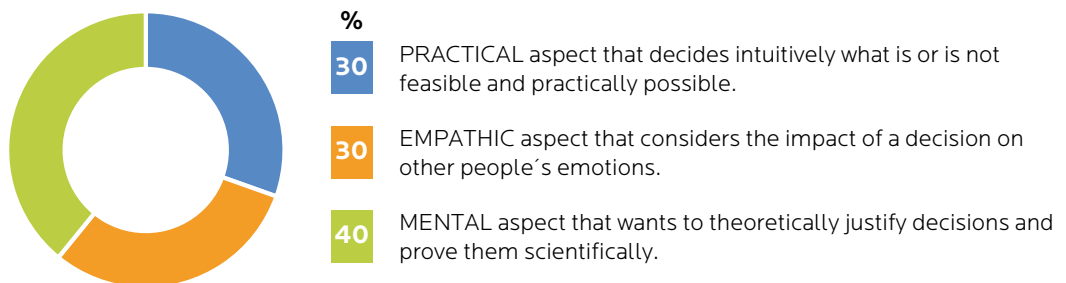 %
30
PRACTICAL aspect that decides intuitively what is or is not
feasible and practically possible.
30
EMPATHIC aspect that considers the impact of a decision on
other people´s emotions.
40
MENTAL aspect that wants to theoretically justify decisions and
prove them scientifically.